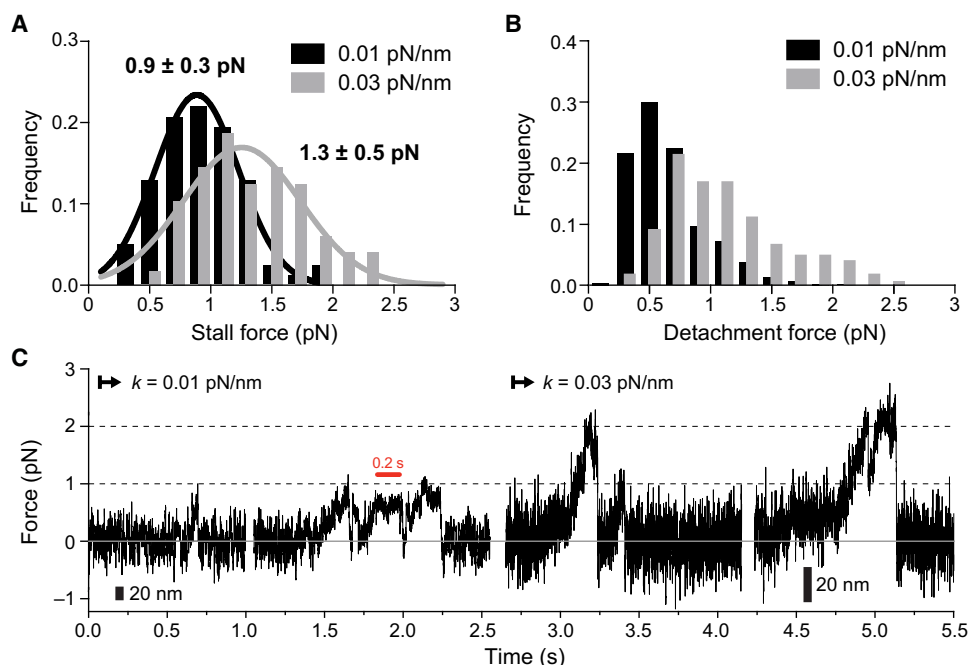 A
0.3
0.2
0.1
0.0
Frequency
0.9 ± 0.3 pN
0.01 pN/nm
0.03 pN/nm
1.3 ± 0.5 pN
0 0.5 1 1.5 2 2.5 3
Stall force (pN)
B
0.4
0.3
0.2
0.1
0.0
Frequency
0.01 pN/nm
0.03 pN/nm
0 0.5 1 1.5 2 2.5 3
Detachment force (pN)
C
3
2
1
0
–1
Force (pN)
k = 0.01 pN/nm
k = 0.03 pN/nm
0.2 s
20 nm
20 nm
0.0 0.5 1.0 1.5 2.0 2.5 3.0 3.5 4.0 4.5 5.0 5.5
Time (s)